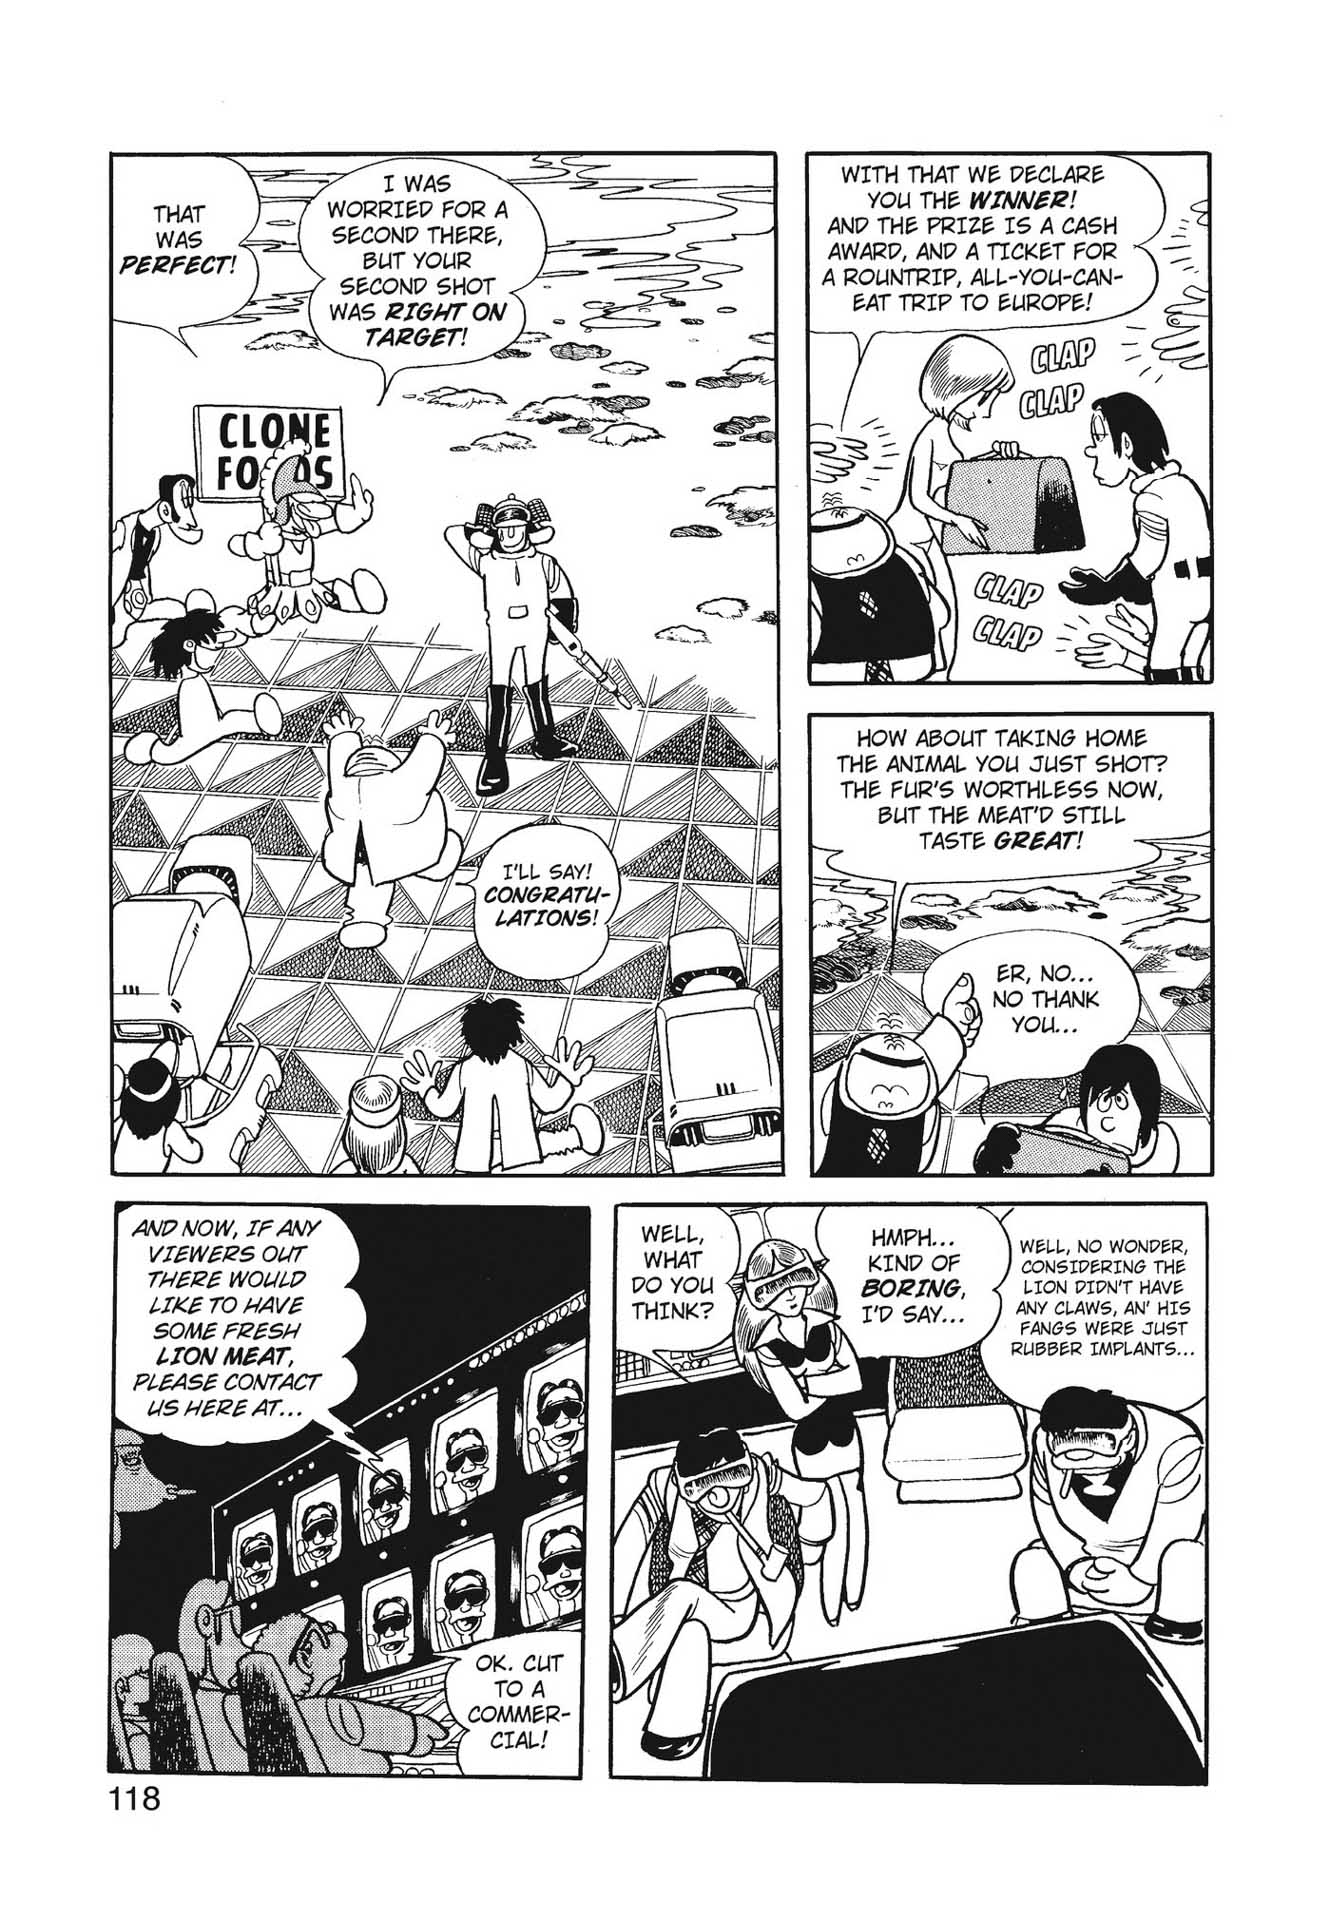 THAT
WAS
PERFECT!
I WAS
WORRIED FOR A
SECOND THERE,
BUT YOUR
SECOND SHOT
WAS RIGHT ON
TARGET!
CLONE
FOODS
I'LL SAY!
CONGRATU-
LATIONS!
WITH THAT WE DECLARE
YOU THE WINNER!
AND THE PRIZE IS A CASH
AWARD, AND A TICKET FOR
A ROUNTRIP, ALL-YOU-CAN-
EAT TRIP TO EUROPE!
CLAP
CLAP
CLAP
CLAP
HOW ABOUT TAKING HOME
THE ANIMAL YOU JUST SHOT?
THE FUR'S WORTHLESS NOW,
BUT THE MEAT'D STILL
TASTE GREAT!
ER, NO...
NO THANK
YOU...
AND NOW, IF ANY
VIEWERS OUT
THERE WOULD
LIKE TO HAVE
SOME FRESH
LION MEAT,
PLEASE CONTACT
US HERE AT...
OK. CUT
TO A
COMMER-
CIAL!
WELL,
WHAT
DO YOU
THINK?
HMPH...
KIND OF
BORING,
I'D SAY...
WELL, NO WONDER,
CONSIDERING THE
LION DIDN'T HAVE
ANY CLAWS, AN' HIS
FANGS WERE JUST
RUBBER IMPLANTS...
118